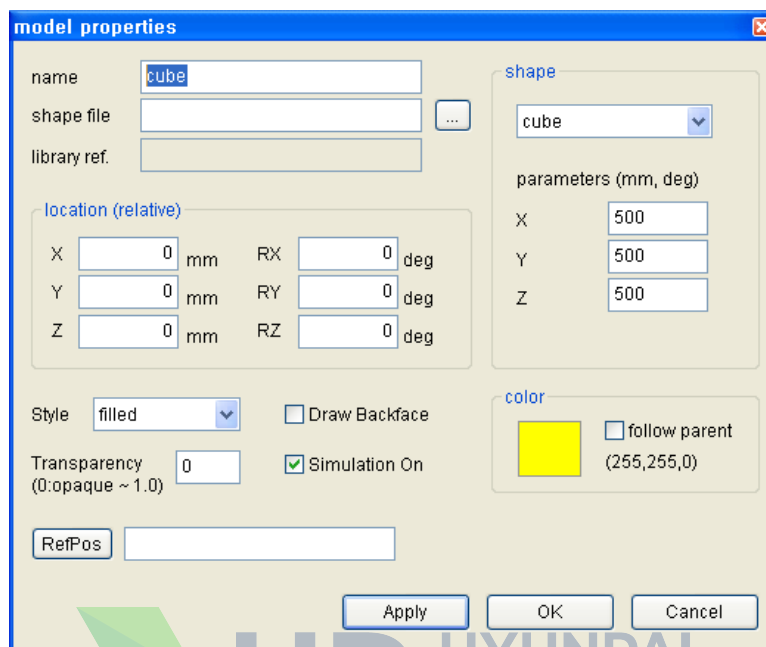 model properties
name cube
shape file ...
library ref.
location (relative)
X 0 mm RX 0 deg
Y 0 mm RY 0 deg
Z 0 mm RZ 0 deg
shape
cube
parameters (mm, deg)
X 500
Y 500
Z 500
Style filled Draw Backface
Transparency 0 Simulation On
(0:opaque ~ 1.0)
color
follow parent
(255,255,0)
RefPos
Apply OK Cancel
HD HYUNDAI